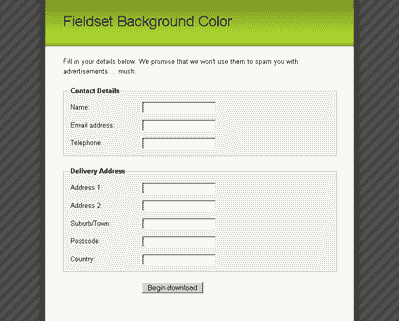 Fieldset Background Color
Fill in your details below. We promise that we won't use them to spam you with
advertisements ... much.
Contact Details
Name:
Email address:
Telephone:
Delivery Address
Address 1:
Address 2:
Suburb/Town:
Postcode:
Country:
Begin download